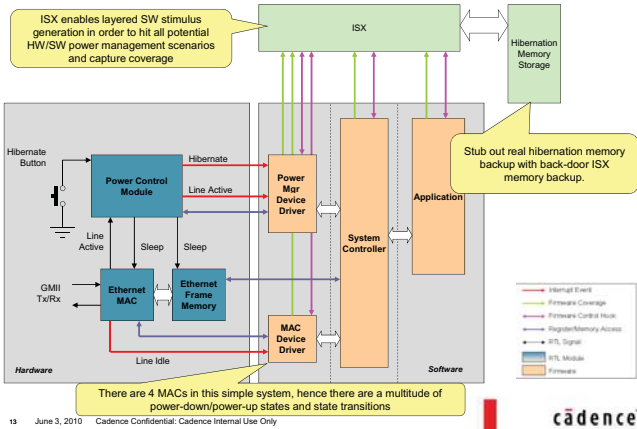 ISX enables layered SW stimulus
generation in order to hit all potential
HW/SW power management scenarios
and capture coverage
ISX
Hibernation
Memory
Storage
Stub out real hibernation memory
backup with back-door ISX
memory backup.
Hibernate
Button
Power Control
Module
Hibernate
Line Active
Power
Mgr
Device
Driver
System
Controller
Application
Line
Active
Sleep
Sleep
GMII
Tx/Rx
Ethernet
MAC
Ethernet
Frame
Memory
MAC
Device
Driver
Line Idle
Hardware
Software
Interrupt Event
Firmware Coverage
Firmware Control Hook
Register/Memory Access
RTL Signal
RTL Module
Firmware
There are 4 MACs in this simple system, hence there are a multitude of
power-down/power-up states and state transitions
13 June 3, 2010 Cadence Confidential: Cadence Internal Use Only
cādence